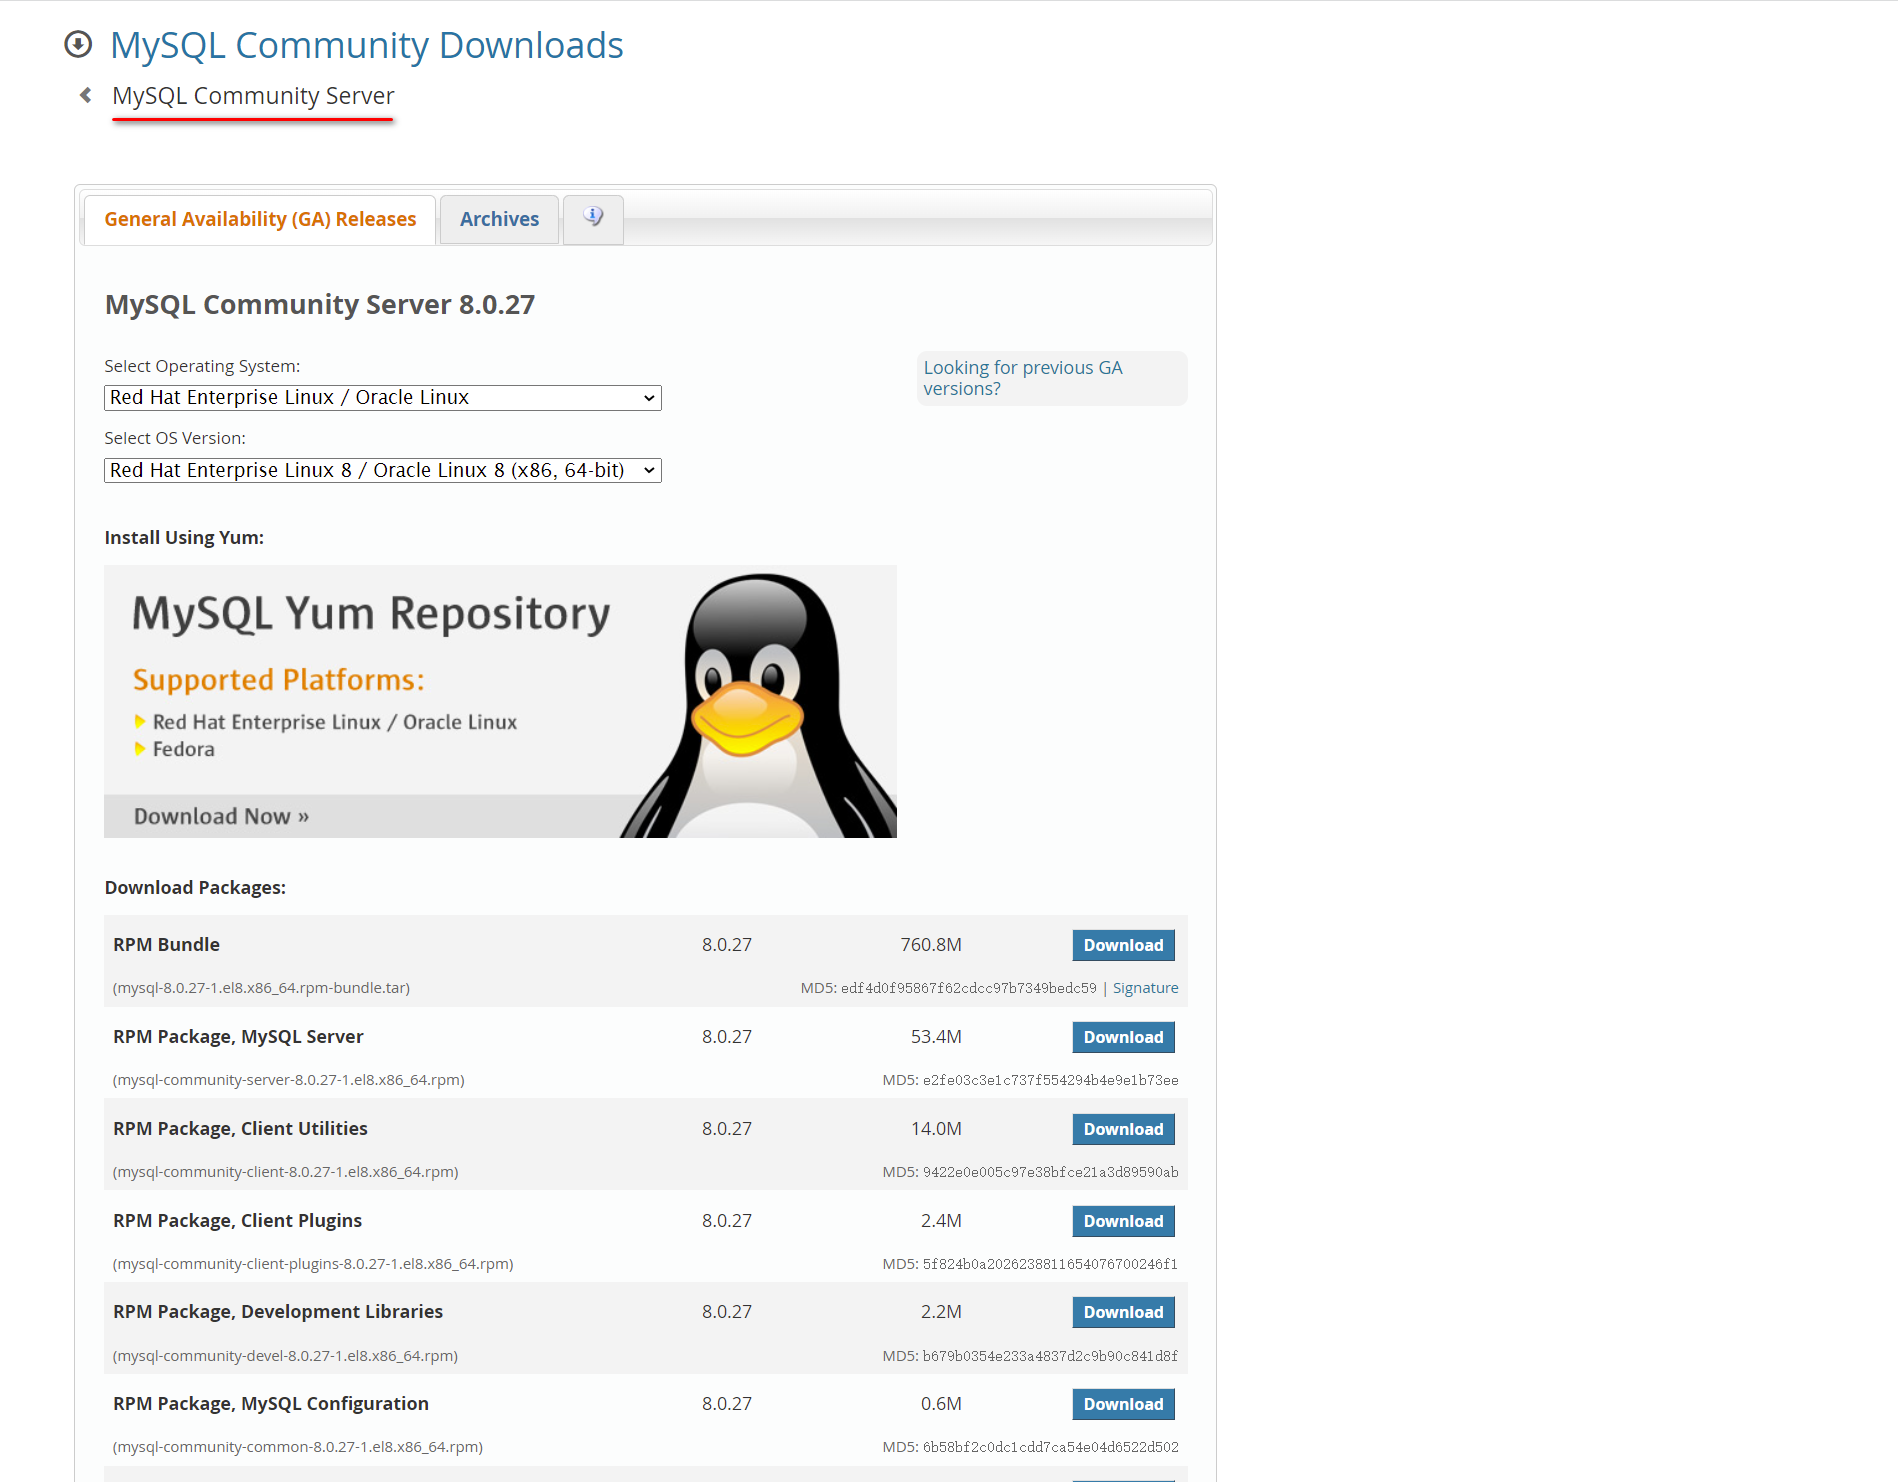 MySQL Community Downloads
MySQL Community Server
General Availability (GA) Releases
Archives
MySQL Community Server 8.0.27
Select Operating System:
Red Hat Enterprise Linux / Oracle Linux
Looking for previous GA
versions?
Select OS Version:
Red Hat Enterprise Linux 8 / Oracle Linux 8 (x86, 64-bit)
Install Using Yum:
MySQL Yum Repository
Supported Platforms:
Red Hat Enterprise Linux / Oracle Linux
Fedora
Download Now »
Download Packages:
RPM Bundle 8.0.27 760.8M Download
(mysql-8.0.27-1.el8.x86_64.rpm-bundle.tar) MD5: edf4d0f95867f62cdcc97b7349bedc59 | Signature
RPM Package, MySQL Server 8.0.27 53.4M Download
(mysql-community-server-8.0.27-1.el8.x86_64.rpm) MD5: e2fe03c3e1c737f554294b4e9e1b73ee
RPM Package, Client Utilities 8.0.27 14.0M Download
(mysql-community-client-8.0.27-1.el8.x86_64.rpm) MD5: 9422e0e005c97e38bfce21a3d89590ab
RPM Package, Client Plugins 8.0.27 2.4M Download
(mysql-community-client-plugins-8.0.27-1.el8.x86_64.rpm) MD5: 5f824b0a2026238811654076700246f1
RPM Package, Development Libraries 8.0.27 2.2M Download
(mysql-community-devel-8.0.27-1.el8.x86_64.rpm) MD5: b679b0354e233a4837d2c9b90c841d8f
RPM Package, MySQL Configuration 8.0.27 0.6M Download
(mysql-community-common-8.0.27-1.el8.x86_64.rpm) MD5: 6b58bf2c0dc1cdd7ca54e04d6522d502